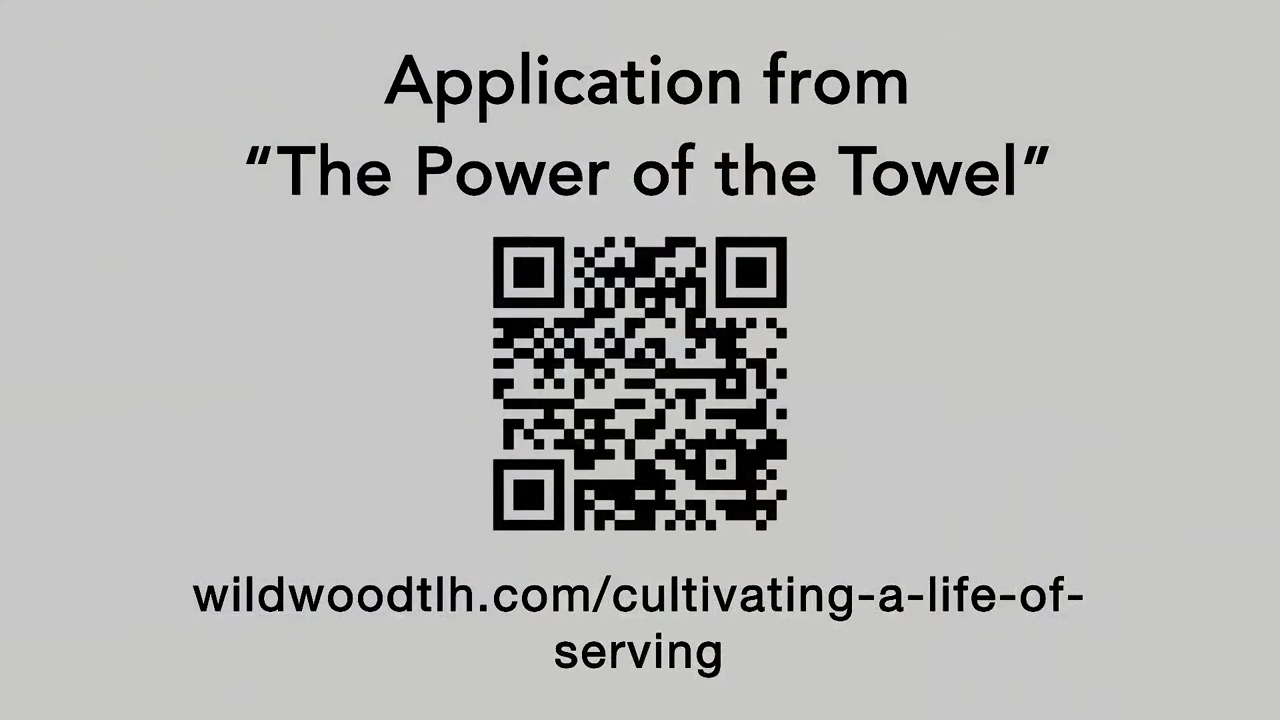 Application from
“The Power of the Towel”
wildwoodtlh.com/cultivating-a-life-of-
serving